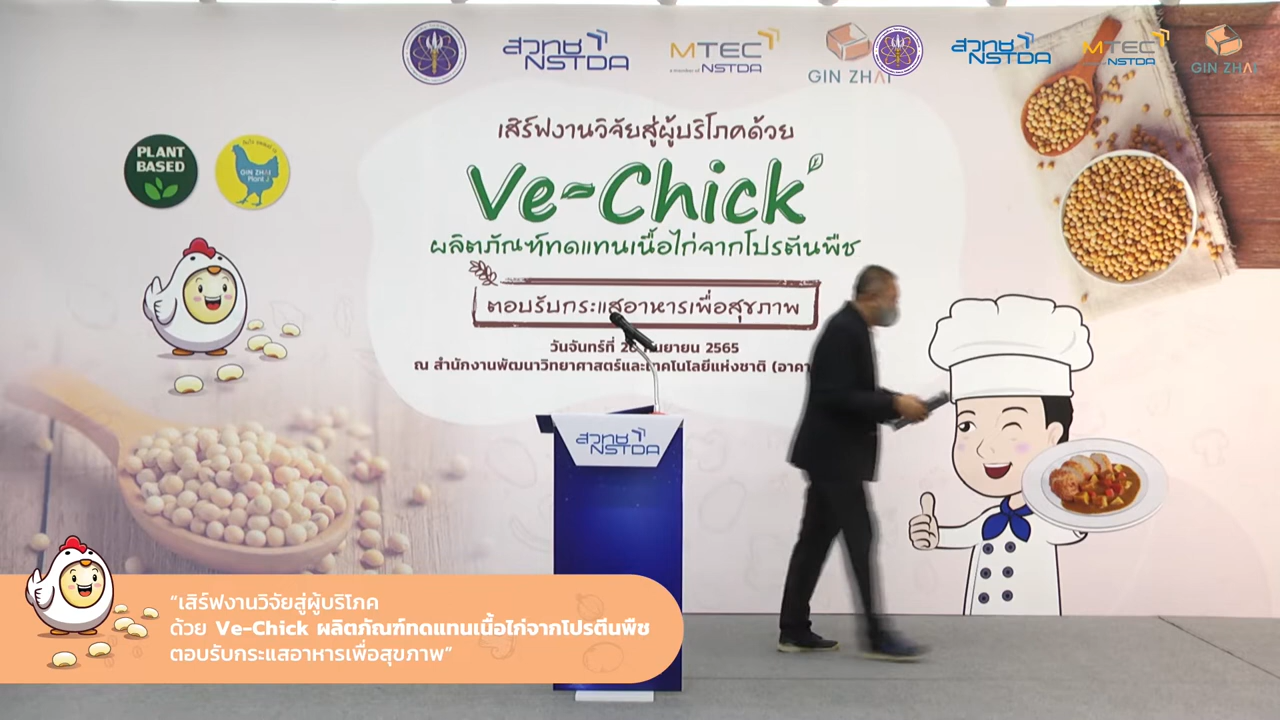 สวทช
NSTDA
MTEC
a member of NSTDA
GIN ZHAI
สวทช
NSTDA
MTEC
NSTDA
GIN ZHAI
PLANT
BASED
GIN ZHAI
เสิร์ฟงานวิจัยสู่ผู้บริโภคด้วย
Ve-Chick
ผลิตภัณฑ์ทดแทนเนื้อไก่จากโปรตีนพืช
ตอบรับกระแสอาหารเพื่อสุขภาพ
วันจันทร์ที่ กันยายน 2565
ณ สำนักงานพัฒนาวิทยาศาสตร์และเทคโนโลยีแห่งชาติ
สวทช
NSTDA
“เสิร์ฟงานวิจัยสู่ผู้บริโภค
ด้วย Ve-Chick ผลิตภัณฑ์ทดแทนเนื้อไก่จากโปรตีนพืช
ตอบรับกระแสอาหารเพื่อสุขภาพ”